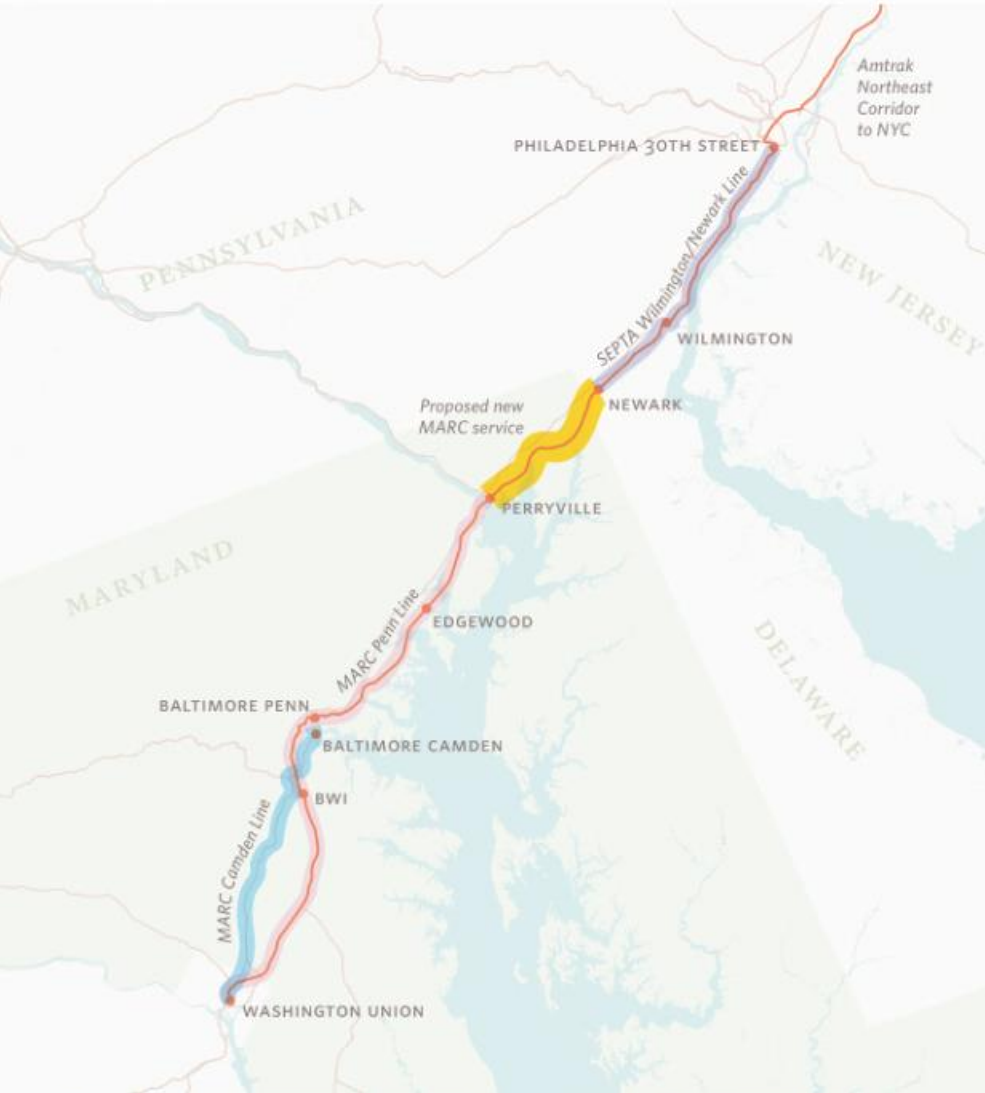 Amtrak
Northeast
Corridor
to NYC
PHILADELPHIA 30TH STREET
PENNSYLVANIA
SEPTA Wilmington/Newark Line
NEW JERSEY
WILMINGTON
Proposed new
MARC service
NEWARK
PERRYVILLE
MARYLAND
MARC Penn Line
EDGEWOOD
DELAWARE
BALTIMORE PENN
BALTIMORE CAMDEN
BWI
MARC Camden Line
WASHINGTON UNION